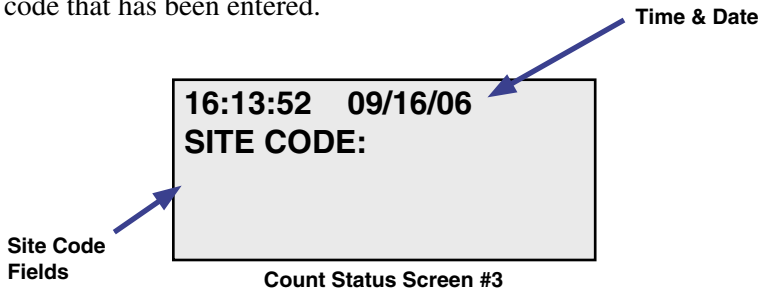 code that has been entered.
Time & Date
16:13:52 09/16/06
SITE CODE:
Site Code
Fields
Count Status Screen #3